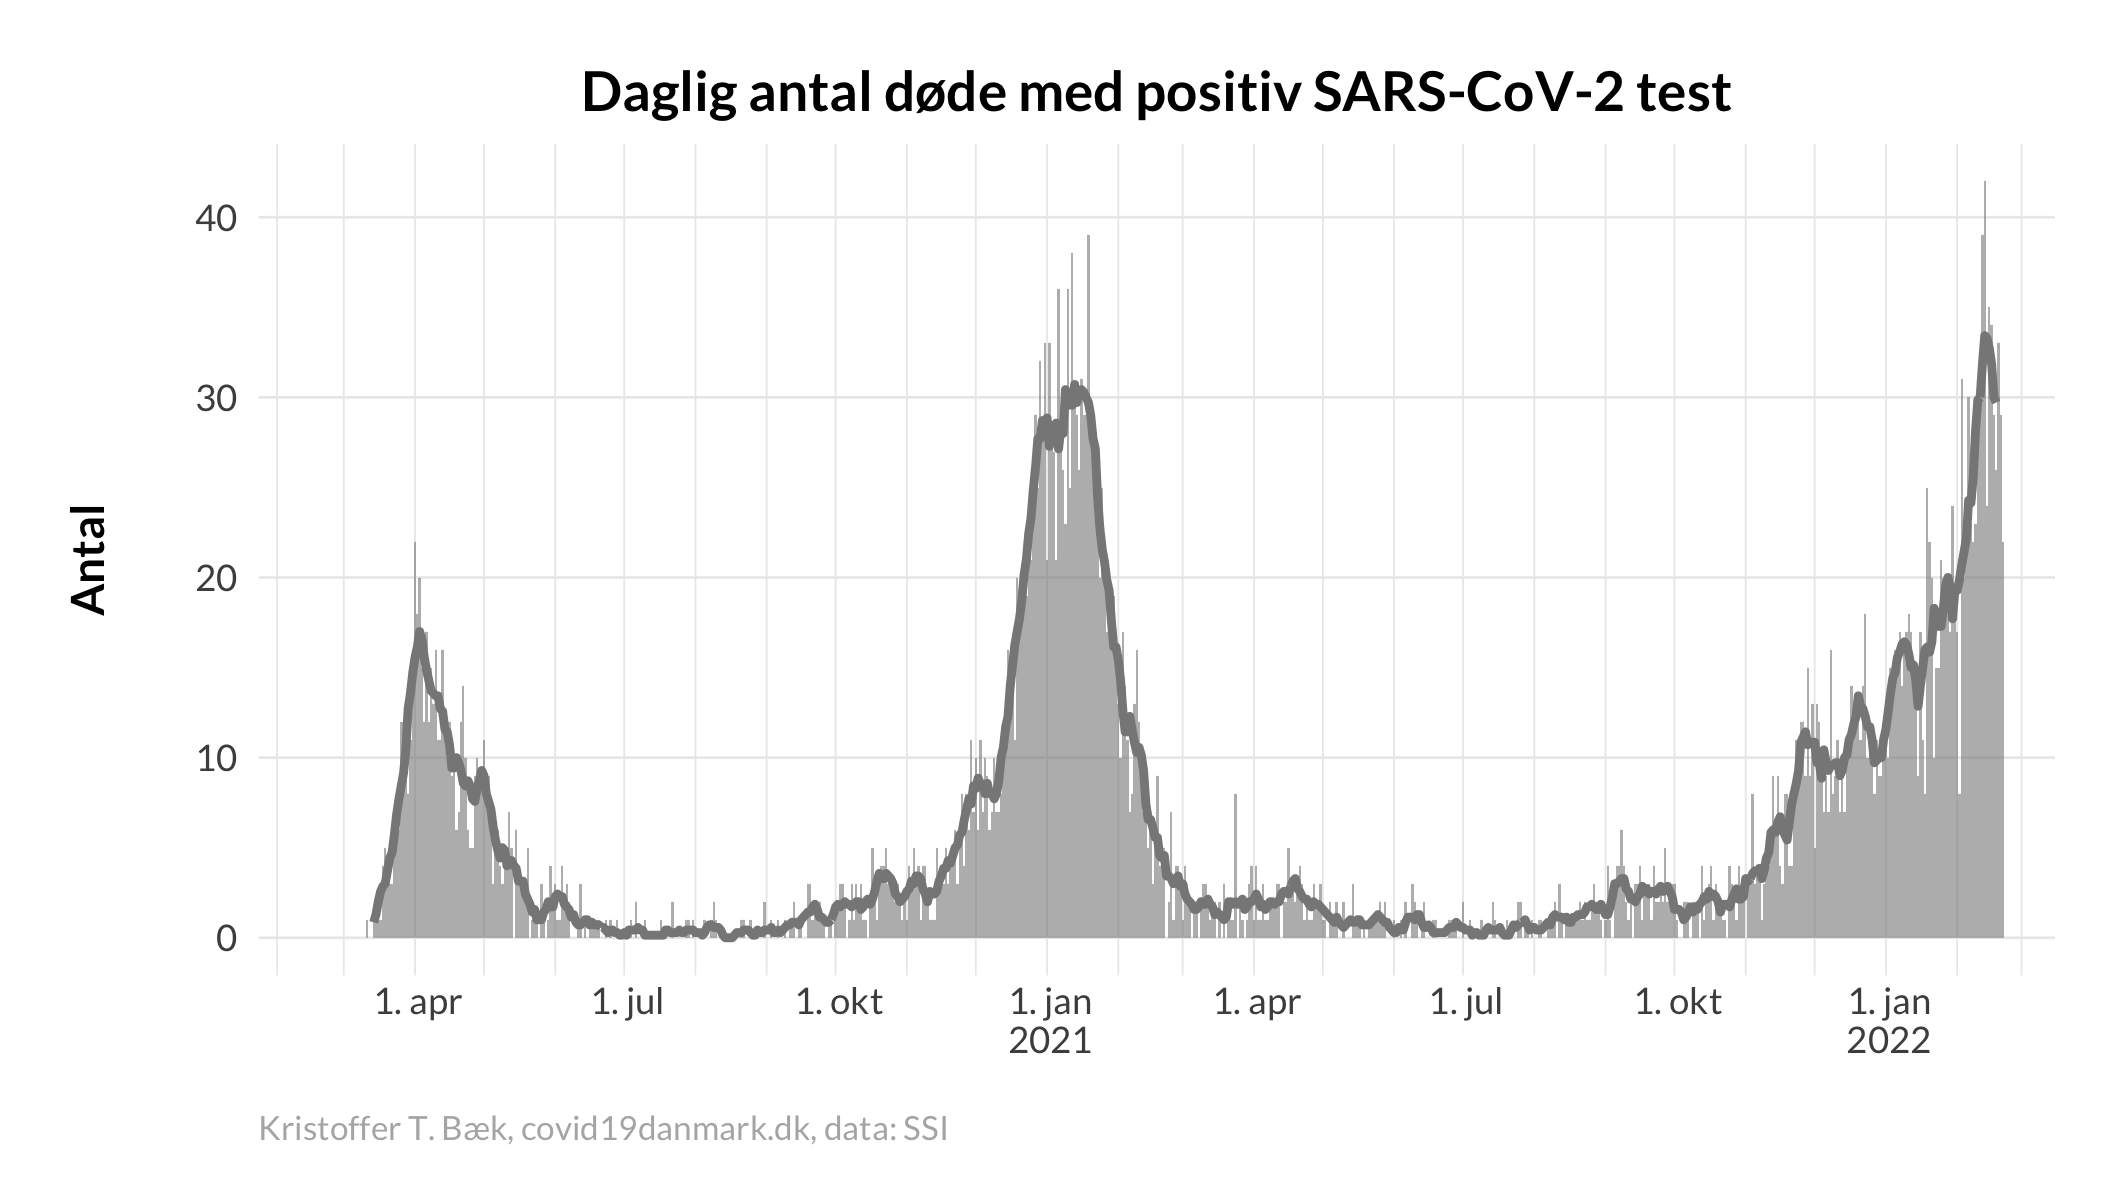 Daglig antal døde med positiv SARS-CoV-2 test
Antal
40
30
20
10
0
1. apr
1. jul
1. okt
1. jan
2021
1. apr
1. jul
1. okt
1. jan
2022
Kristoffer T. Bæk, covid19danmark.dk, data: SSI